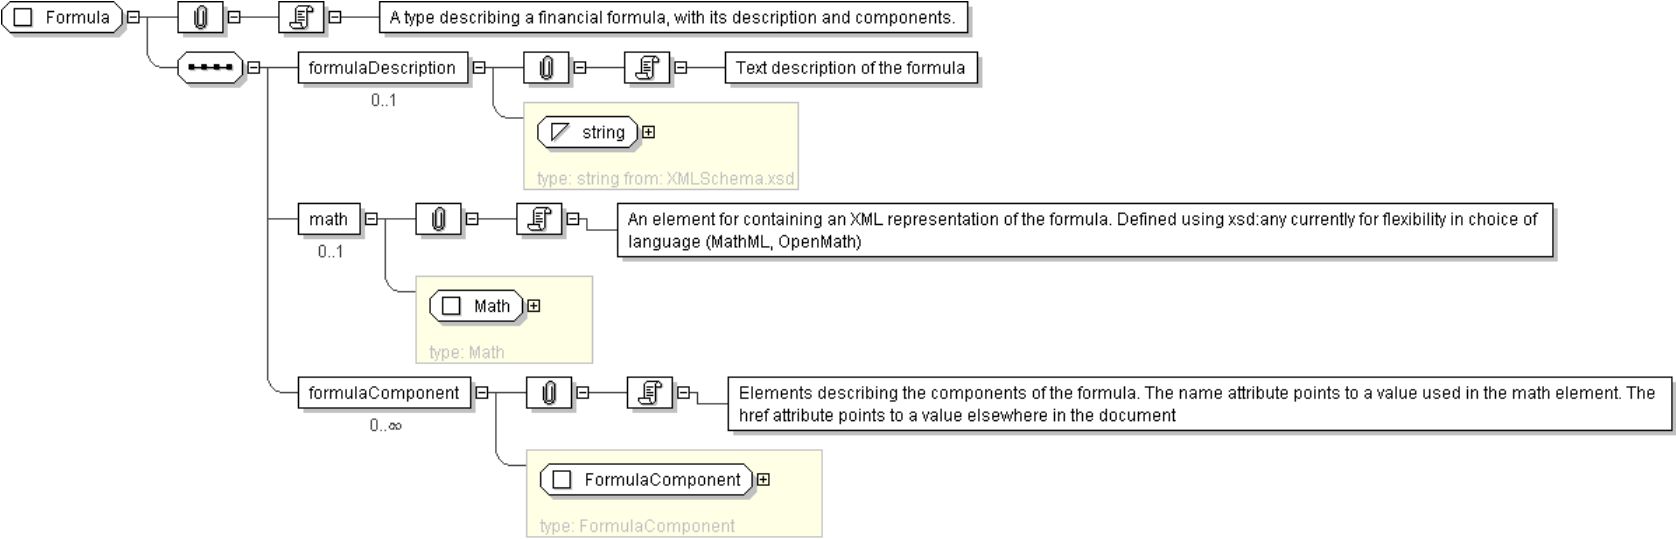 Formula
A type describing a financial formula, with its description and components.
formulaDescription
Text description of the formula
0..1
string
type: string from: XMLSchema.xsd
math
An element for containing an XML representation of the formula. Defined using xsd:any currently for flexibility in choice of
language (MathML, OpenMath)
0..1
Math
type: Math
formulaComponent
Elements describing the components of the formula. The name attribute points to a value used in the math element. The
href attribute points to a value elsewhere in the document
0..∞
FormulaComponent
type: FormulaComponent